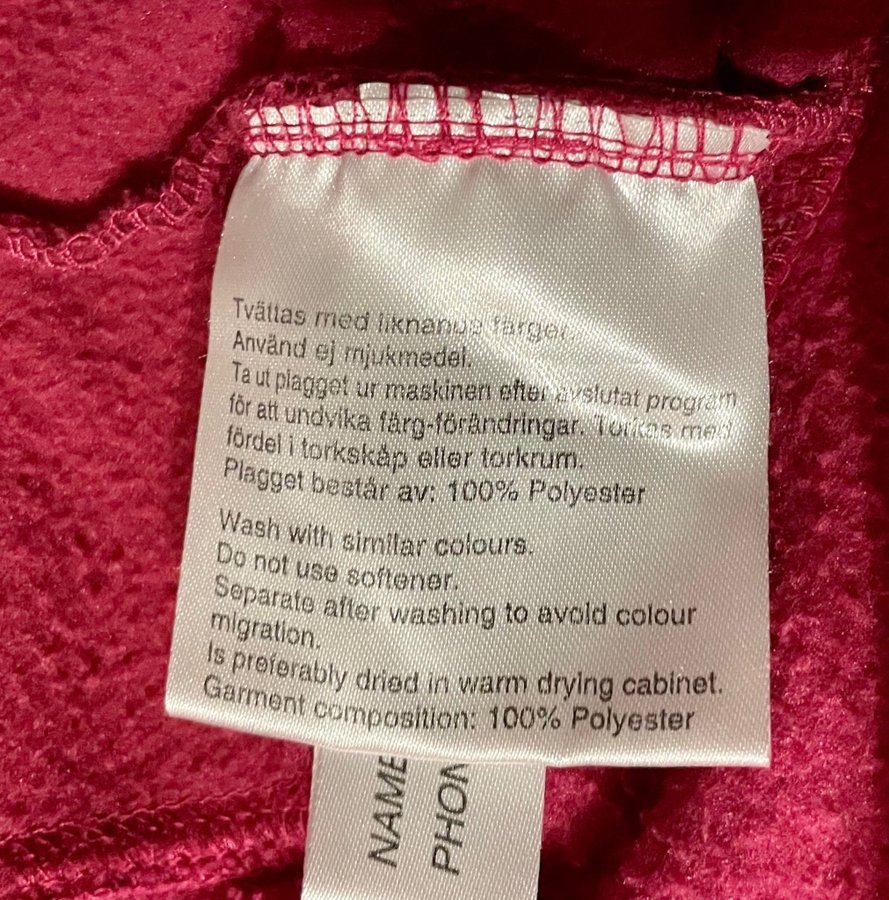 Tvättas med liknande färger.
Använd ej mjukmedel.
Ta ut plagget ur maskinen efter avslutat program
för att undvika färg-förändringar. Torkas med
fördel i torkskåp eller torkrum.
Plagget består av: 100% Polyester
Wash with similar colours.
Do not use softener.
Separate after washing to avoid colour
migration.
Is preferably dried in warm drying cabinet.
Garment composition: 100% Polyester
NAME
PHON